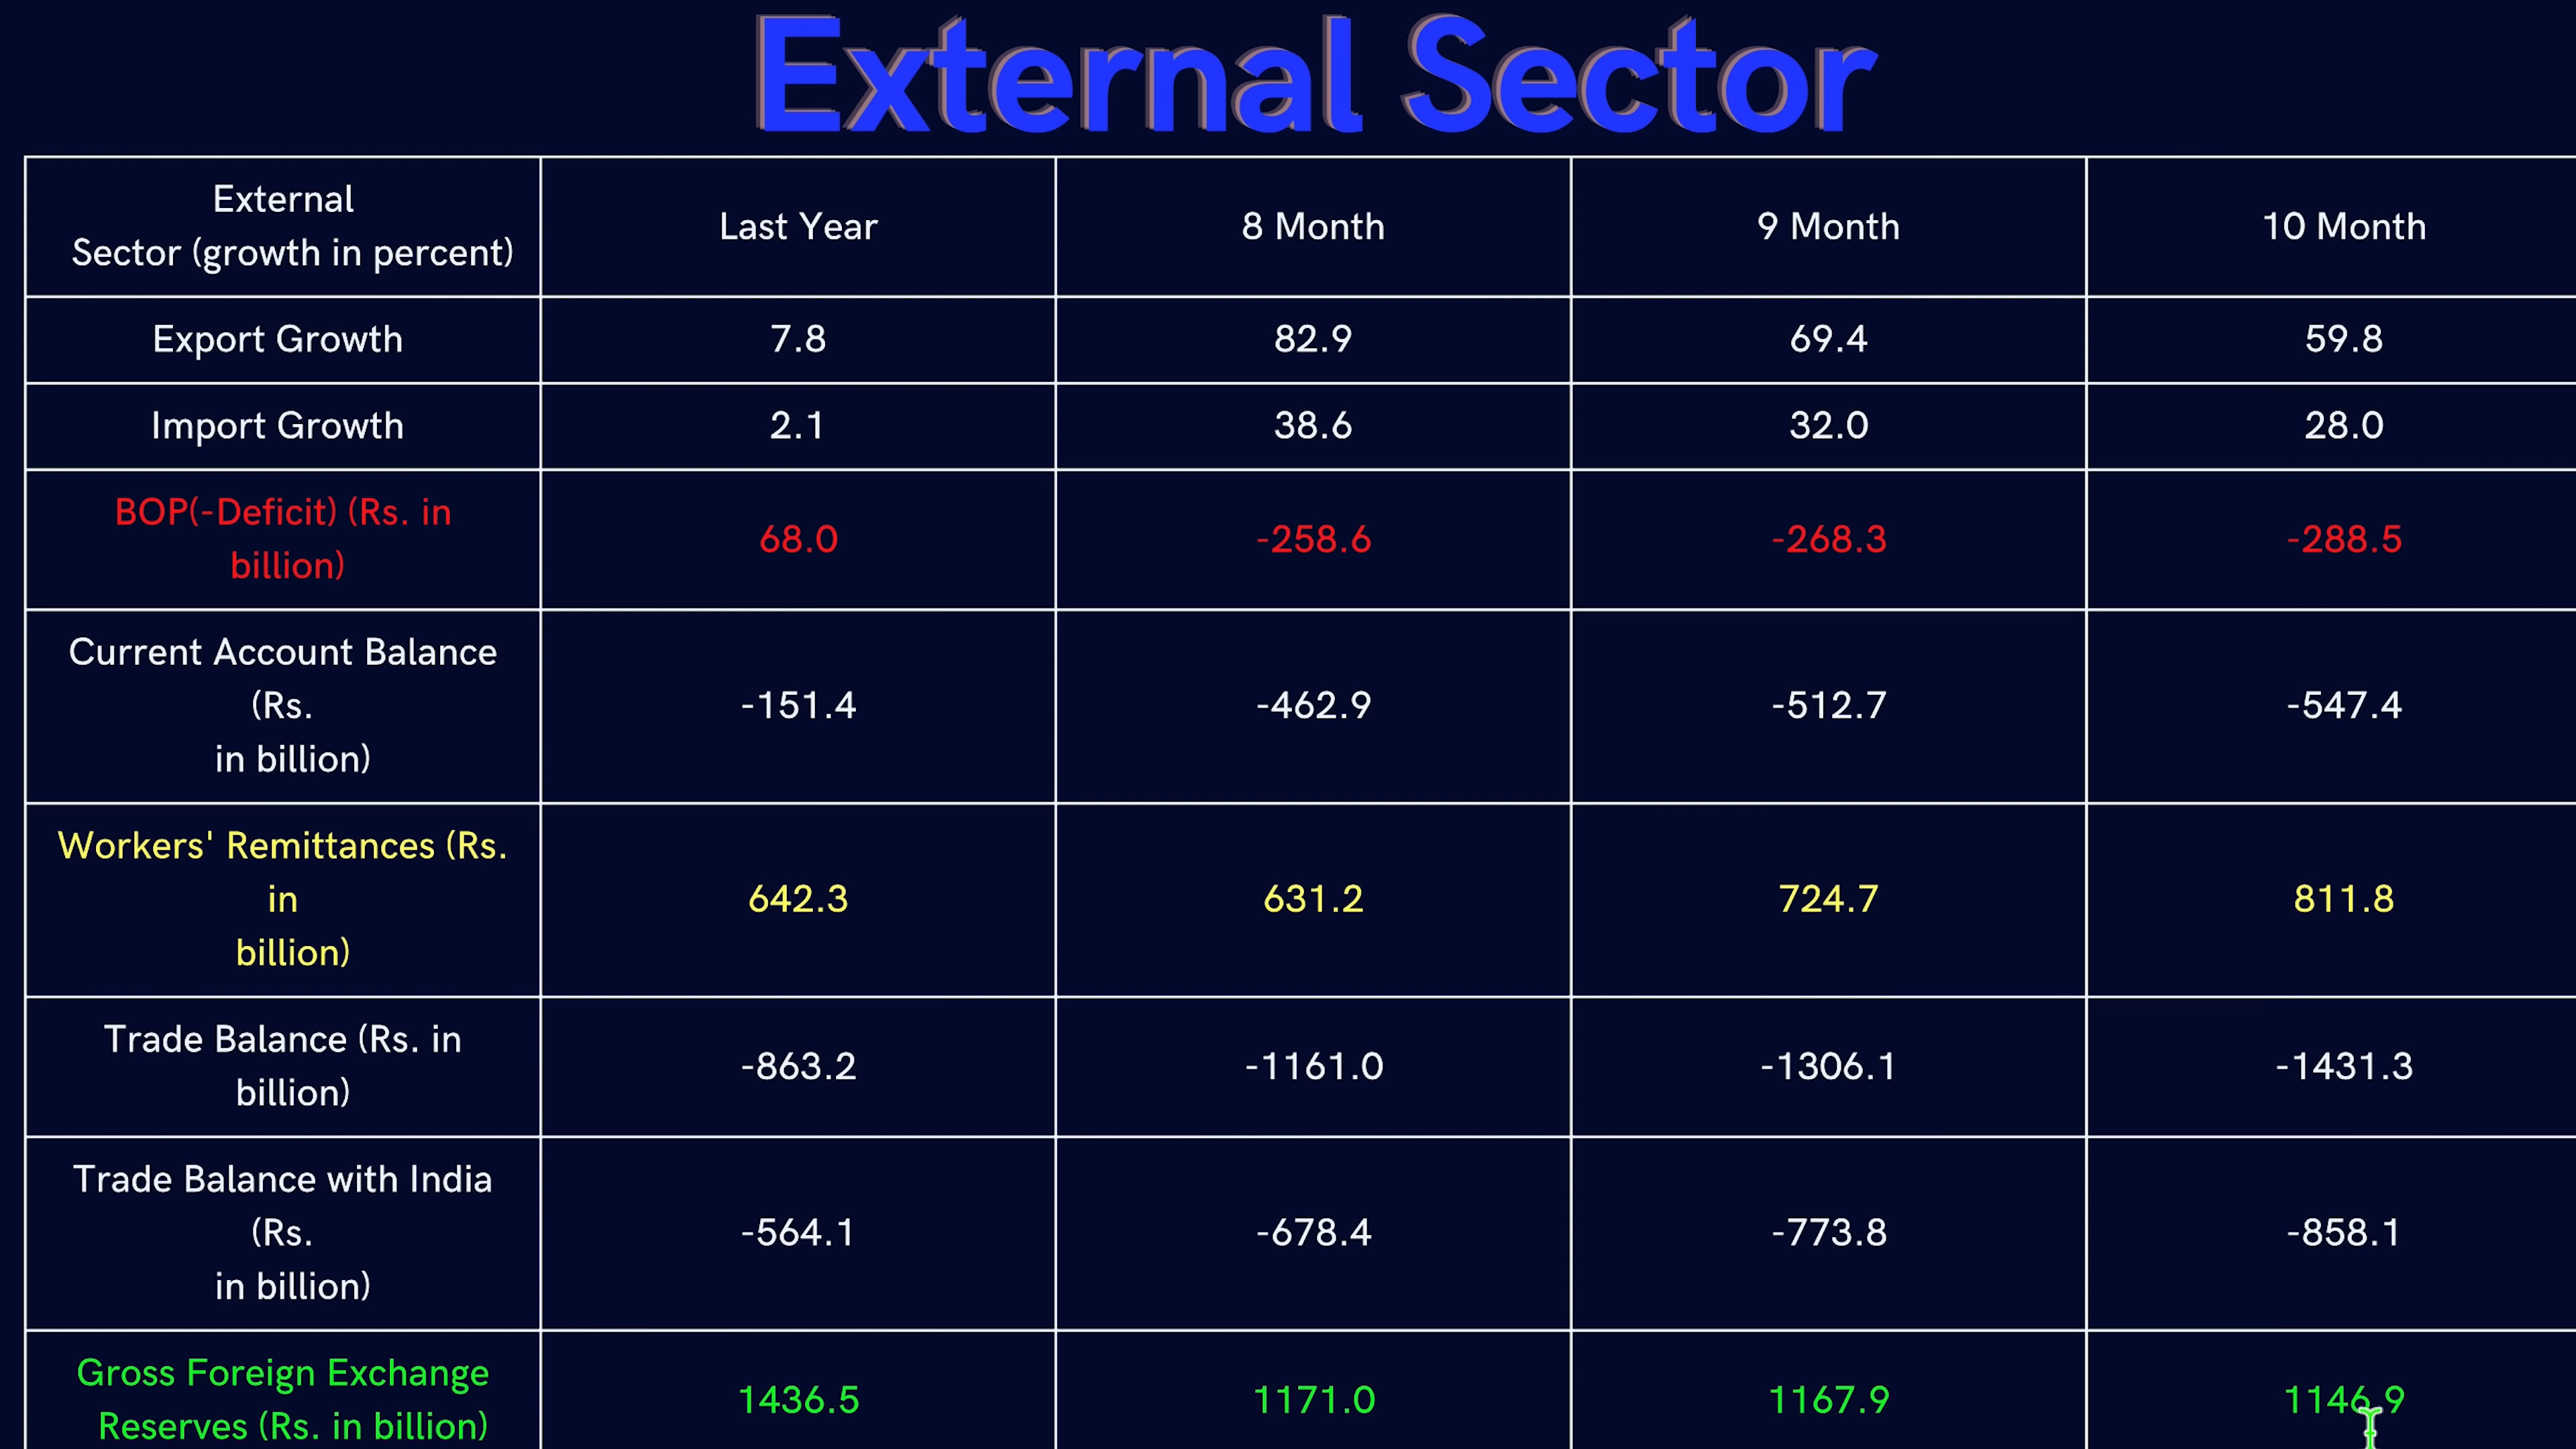 External Sector
External
Sector (growth in percent)
Last Year
8 Month
9 Month
10 Month
Export Growth
7.8
82.9
69.4
59.8
Import Growth
2.1
38.6
32.0
28.0
BOP(-Deficit) (Rs. in
billion)
68.0
-258.6
-268.3
-288.5
Current Account Balance
(Rs.
in billion)
-151.4
-462.9
-512.7
-547.4
Workers' Remittances (Rs.
in
billion)
642.3
631.2
724.7
811.8
Trade Balance (Rs. in
billion)
-863.2
-1161.0
-1306.1
-1431.3
Trade Balance with India
(Rs.
in billion)
-564.1
-678.4
-773.8
-858.1
Gross Foreign Exchange
Reserves (Rs. in billion)
1436.5
1171.0
1167.9
1146.9